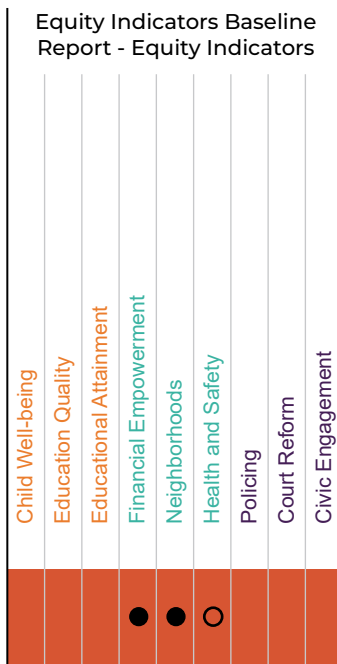 Equity Indicators Baseline
Report - Equity Indicators
Child Well-being
Education Quality
Educational Attainment
Financial Empowerment
Neighborhoods
Health and Safety
Policing
Court Reform
Civic Engagement